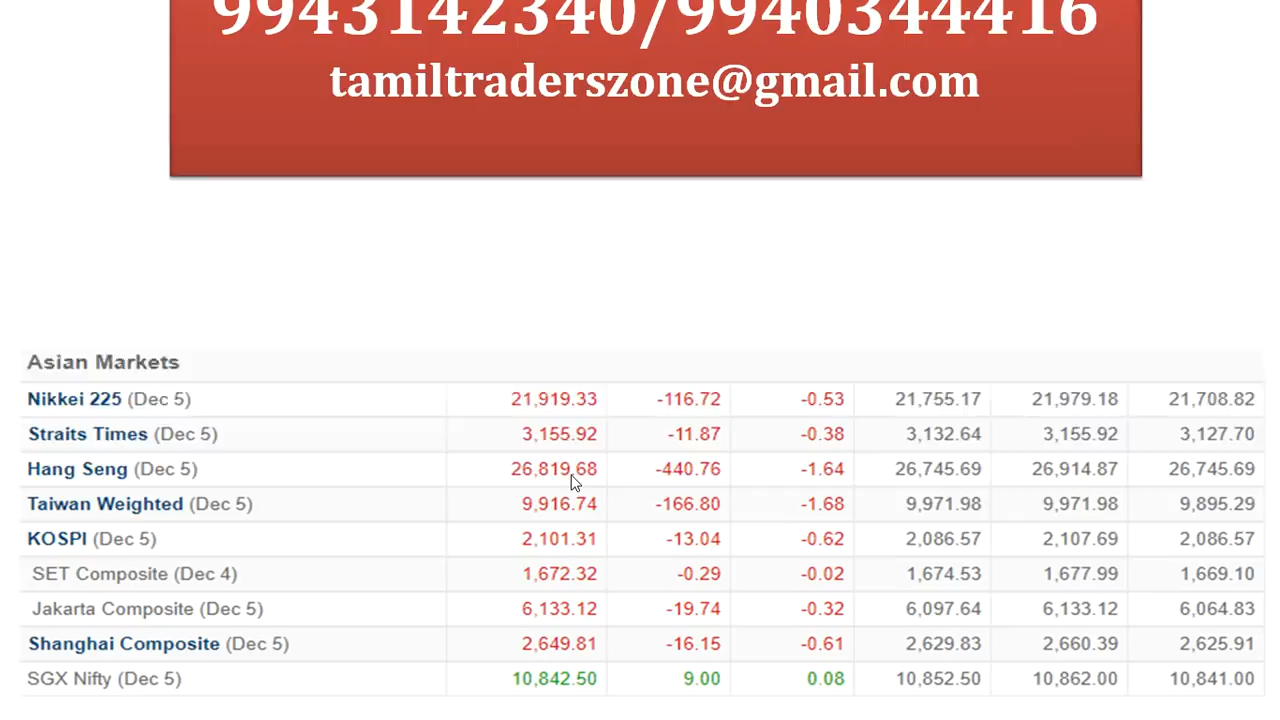 9943142340/9940344416
tamiltraderszone@gmail.com
Asian Markets
Nikkei 225 (Dec 5) 21,919.33 -116.72 -0.53 21,755.17 21,979.18 21,708.82
Straits Times (Dec 5) 3,155.92 -11.87 -0.38 3,132.64 3,155.92 3,127.70
Hang Seng (Dec 5) 26,819.68 -440.76 -1.64 26,745.69 26,914.87 26,745.69
Taiwan Weighted (Dec 5) 9,916.74 -166.80 -1.68 9,971.98 9,971.98 9,895.29
KOSPI (Dec 5) 2,101.31 -13.04 -0.62 2,086.57 2,107.69 2,086.57
SET Composite (Dec 4) 1,672.32 -0.29 -0.02 1,674.53 1,677.99 1,669.10
Jakarta Composite (Dec 5) 6,133.12 -19.74 -0.32 6,097.64 6,133.12 6,064.83
Shanghai Composite (Dec 5) 2,649.81 -16.15 -0.61 2,629.83 2,660.39 2,625.91
SGX Nifty (Dec 5) 10,842.50 9.00 0.08 10,852.50 10,862.00 10,841.00